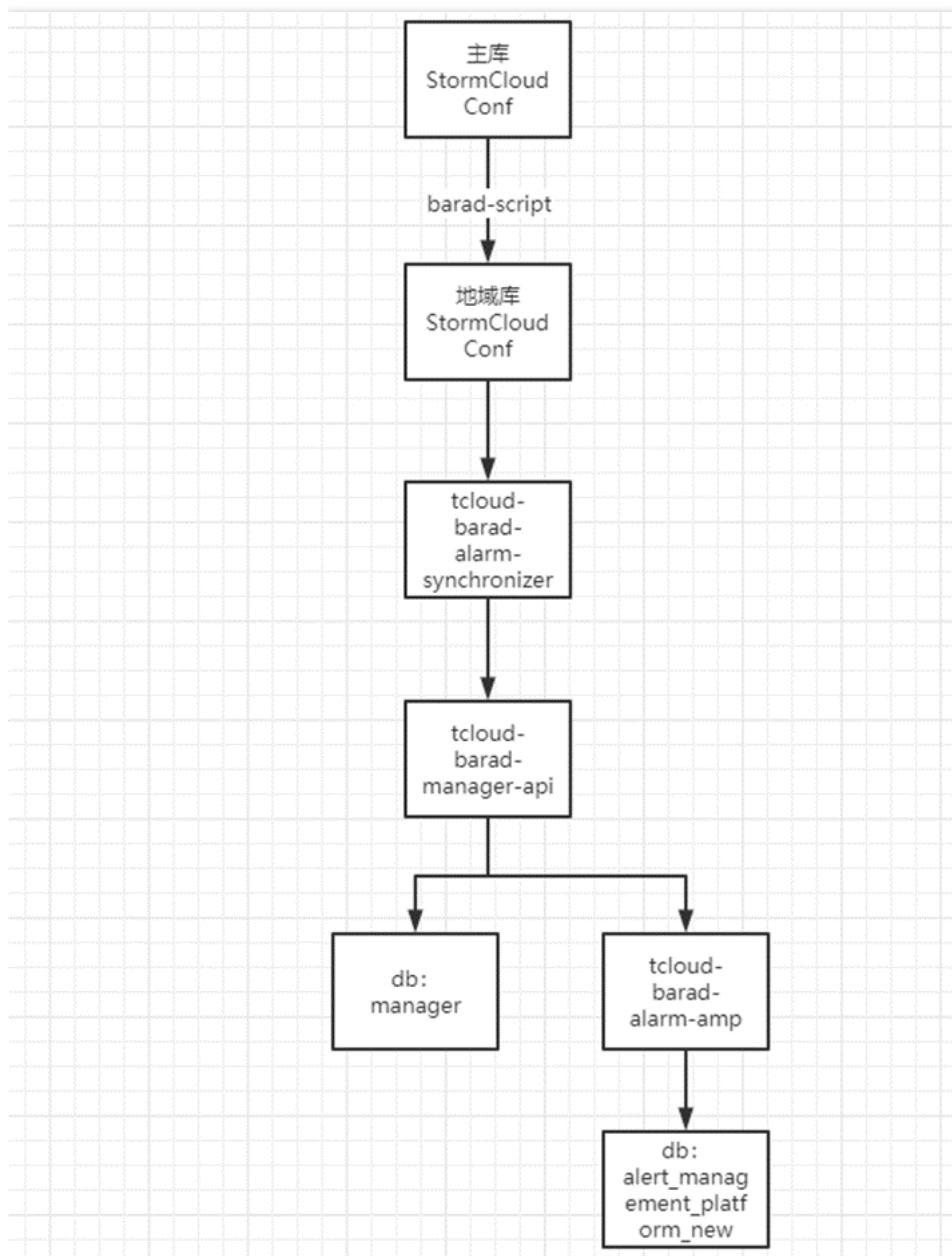 主库
StormCloud
Conf
barad-script
地域库
StormCloud
Conf
tcloud-
barad-
alarm-
synchronizer
tcloud-
barad-
manager-api
db:
manager
tcloud-
barad-
alarm-amp
db:
alert_manag
ement_platf
orm_new